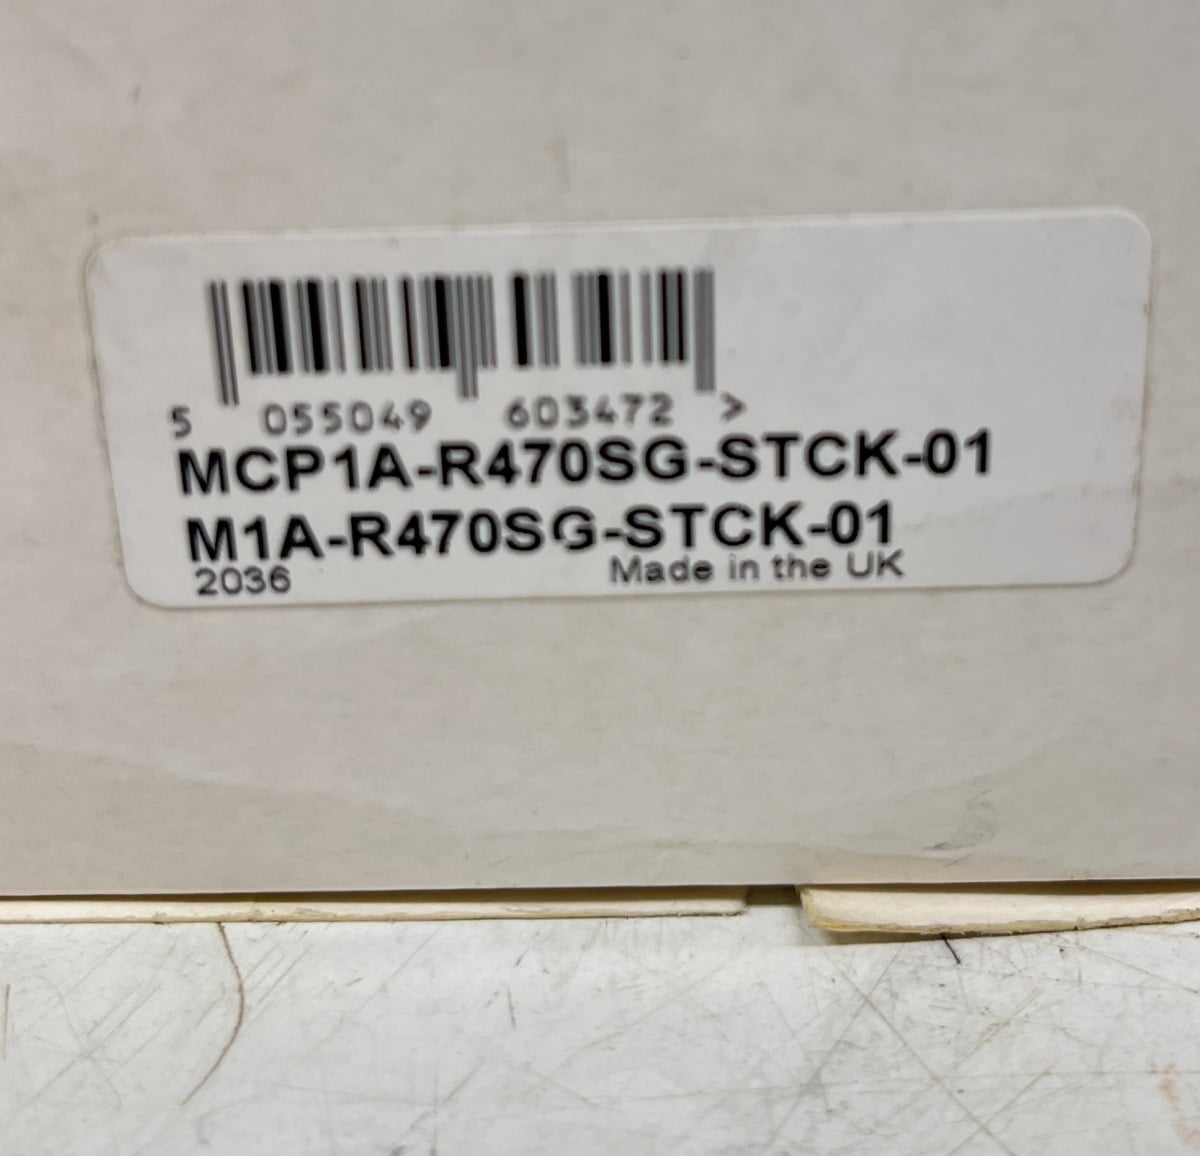 5 055049 603472 >
MCP1A-R470SG-STCK-01
M1A-R470SG-STCK-01
2036 Made in the UK